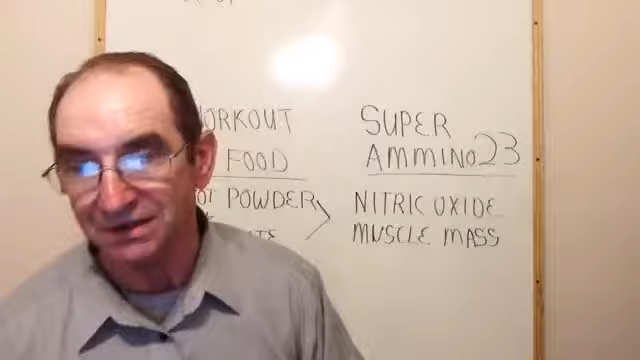 WORKOUT
FOOD
POWDER
SUPER
AMMINO23
NITRIC OXIDE
MUSCLE MASS